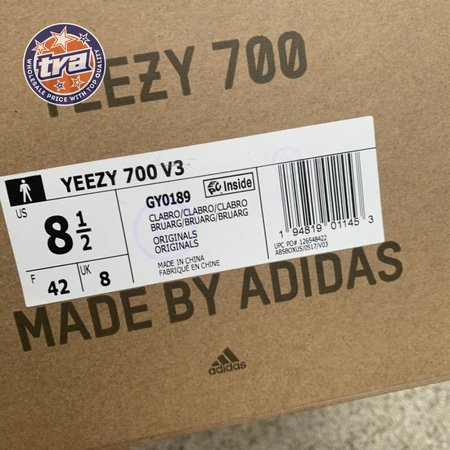 tra
WHOLESALE PRICE WITH TOP QUALITY
YEEZY 700
YEEZY 700 V3
US
8 1/2
F
42
UK
8
GY0189
Inside
CLABRO/CLABRO/CLABRO
BRUARG/BRUARG/BRUARG
ORIGINALS
ORIGINALS
MADE IN CHINA
FABRIQUÉ EN CHINE
1 94819 01145 3
UPC PO# 126548422
ABSBOXUS/0517/V03
MADE BY ADIDAS
adidas